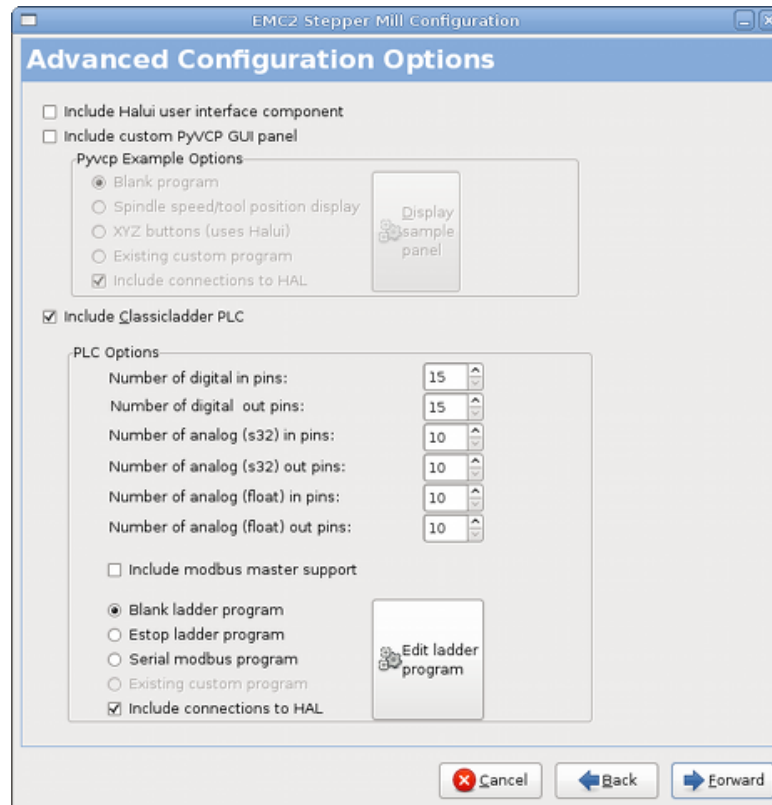 EMC2 Stepper Mill Configuration
Advanced Configuration Options
Include Halui user interface component
Include custom PyVCP GUI panel
Pyvcp Example Options
Blank program
Spindle speed/tool position display
XYZ buttons (uses Halui)
Existing custom program
Include connections to HAL
Display
sample
panel
Include Classicladder PLC
PLC Options
Number of digital in pins: 15
Number of digital out pins: 15
Number of analog (s32) in pins: 10
Number of analog (s32) out pins: 10
Number of analog (float) in pins: 10
Number of analog (float) out pins: 10
Include modbus master support
Blank ladder program
Estop ladder program
Serial modbus program
Existing custom program
Include connections to HAL
Edit ladder
program
Cancel Back Forward